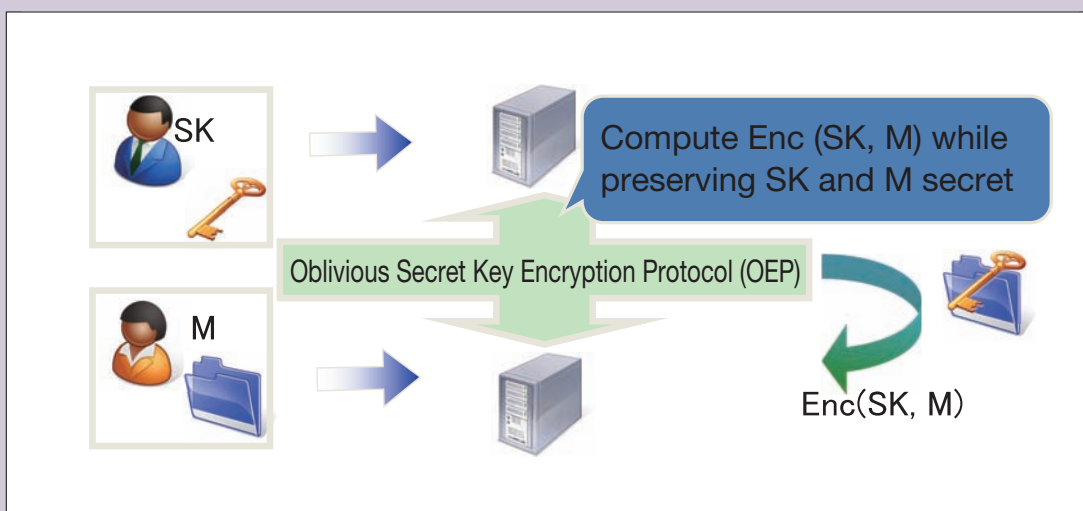 SK
Compute Enc (SK, M) while
preserving SK and M secret
Oblivious Secret Key Encryption Protocol (OEP)
M
Enc(SK, M)